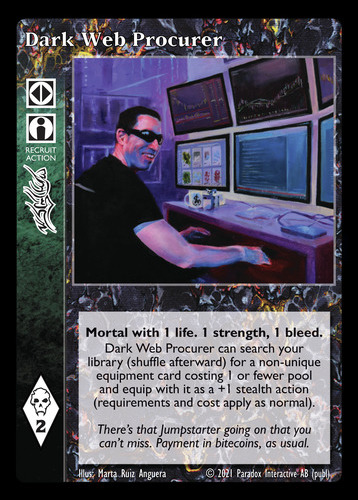 Dark Web Procurer
RECRUIT
ACTION
Mortal with 1 life. 1 strength, 1 bleed.
Dark Web Procurer can search your
library (shuffle afterward) for a non-unique
equipment card costing 1 or fewer pool
and equip with it as a +1 stealth action
(requirements and cost apply as normal).
There's that Jumpstarter going on that you
can't miss. Payment in bitcoins, as usual.
2
Illus: Marta Ruiz Anguera
© 2021 Paradox Interactive AB (publ)